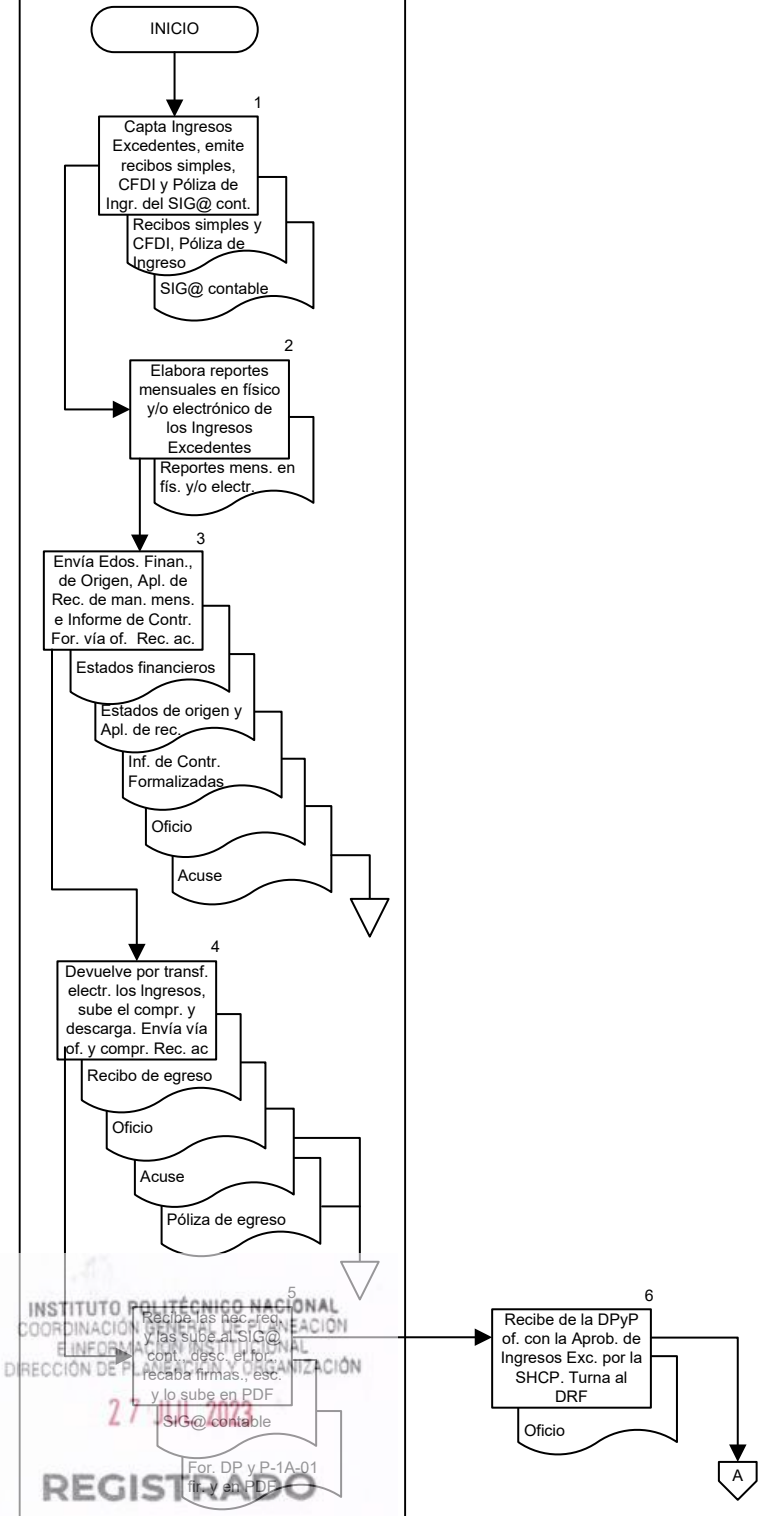 INICIO
1
Capta Ingresos
Excedentes, emite
recibos simples,
CFDI y Póliza de
Ingr. del SIG@ cont.
Recibos simples y
CFDI, Póliza de
Ingreso
SIG@ contable
2
Elabora reportes
mensuales en físico
y/o electrónico de
los Ingresos
Excedentes
Reportes mens. en
fís. y/o electr.
3
Envía Edos. Finan.,
de Origen, Apl. de
Rec. de man. mens.
e Informe de Contr.
For. vía of.  Rec. ac.
Estados financieros
Estados de origen y
Apl. de rec.
Inf. de Contr.
Formalizadas
Oficio
Acuse
4
Devuelve por transf.
electr. los Ingresos,
sube el compr. y
descarga. Envía vía
of. y compr. Rec. ac
Recibo de egreso
Oficio
Acuse
Póliza de egreso
5
Recibe las nec. req.
y las sube al SIG@
cont., desc. el for.,
recaba firmas., esc.
y lo sube en PDF
SIG@ contable
For. DP y P-1A-01
fir. y en PDF
INSTITUTO POLITÉCNICO NACIONAL
COORDINACIÓN GENERAL DE PLANEACIÓN
E INFORMACIÓN INSTITUCIONAL
DIRECCIÓN DE PLANEACIÓN Y ORGANIZACIÓN
27 JUL. 2023
REGISTRADO
6
Recibe de la DPyP
of. con la Aprob. de
Ingresos Exc. por la
SHCP. Turna al
DRF
Oficio
A